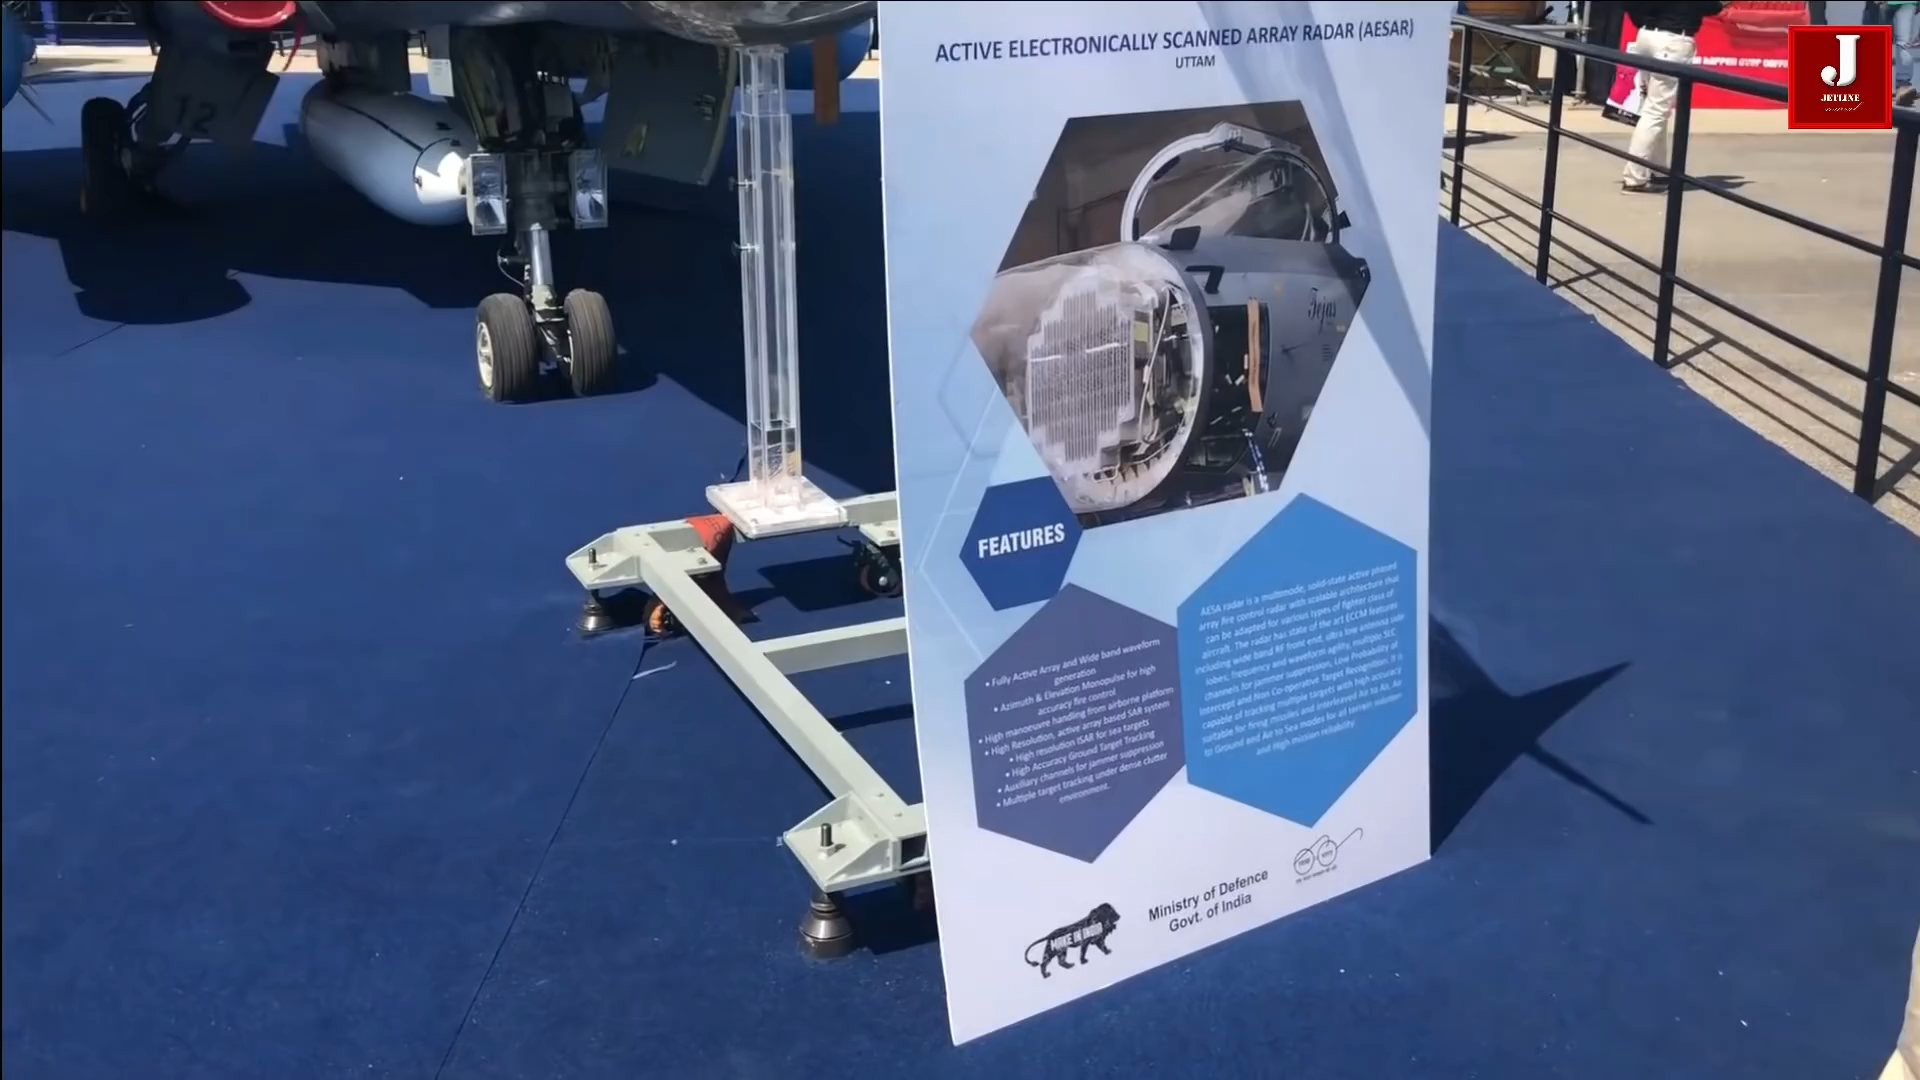 ACTIVE ELECTRONICALLY SCANNED ARRAY RADAR (AESAR)
UTTAM
J
JETLINE
Tejas
FEATURES
• Fully Active Array and Wide band waveform
generation
• Azimuth & Elevation Monopulse for high
accuracy fire control
• High manoeuvre handling from airborne platform
• High Resolution, active array based SAR system
• High resolution ISAR for sea targets
• High Accuracy Ground Target Tracking
• Auxiliary channels for jammer suppression
• Multiple target tracking under dense clutter
environment.
AESA radar is a multimode, solid-state active phased
array fire control radar with scalable architecture that
can be adapted for various types of fighter class of
aircraft. The radar has state of the art ECCM features
including wide band RF front end, ultra low antenna side
lobes, frequency and waveform agility, multiple SLC
channels for jammer suppression, Low Probability of
Intercept and Non Co-operative Target Recognition. It is
capable of tracking multiple targets with high accuracy
suitable for firing missiles and interleaved Air to Air, Air
to Ground and Air to Sea modes for all terrain solution
and High mission reliability.
MAKE IN INDIA
Ministry of Defence
Govt. of India